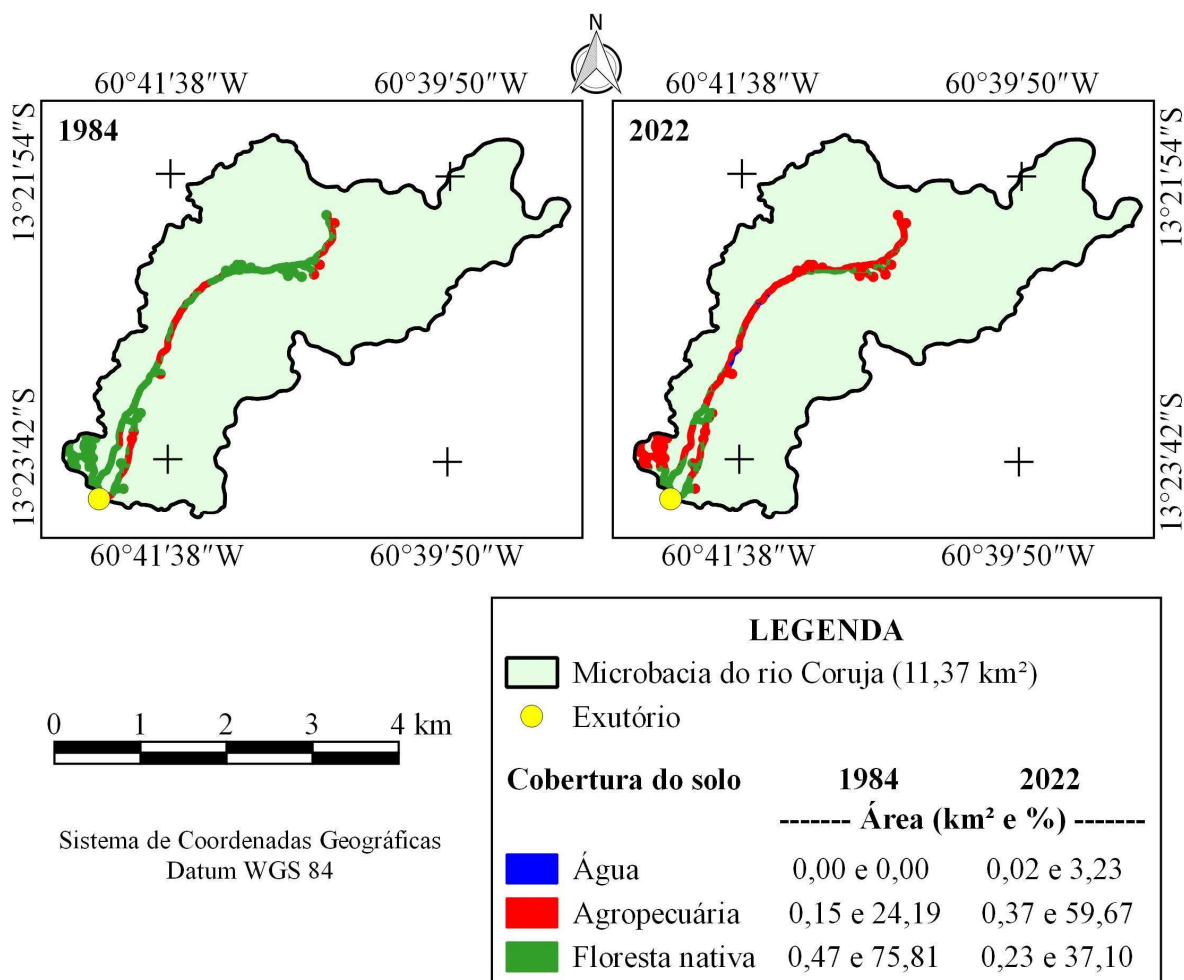 N
60°41'38"W 60°39'50"W 60°41'38"W 60°39'50"W
1984
2022
13°21'54"S
13°23'42"S
13°21'54"S
13°23'42"S
60°41'38"W 60°39'50"W 60°41'38"W 60°39'50"W
0 1 2 3 4 km
Sistema de Coordenadas Geográficas
Datum WGS 84
LEGENDA
Microbacia do rio Coruja (11,37 km²)
Exutório
Cobertura do solo 1984 2022
------- Área (km² e %) -------
Água 0,00 e 0,00 0,02 e 3,23
Agropecuária 0,15 e 24,19 0,37 e 59,67
Floresta nativa 0,47 e 75,81 0,23 e 37,10